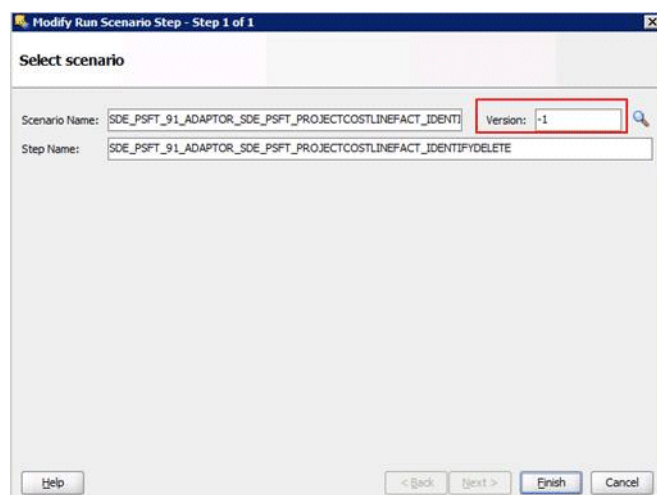 Modify Run Scenario Step - Step 1 of 1
Select scenario
Scenario Name: SDE_PSFT_91_ADAPTOR_SDE_PSFT_PROJECTCOSTLINEFACT_IDENTI Version: -1
Step Name: SDE_PSFT_91_ADAPTOR_SDE_PSFT_PROJECTCOSTLINEFACT_IDENTIFYDELETE
Help < Back Next > Finish Cancel